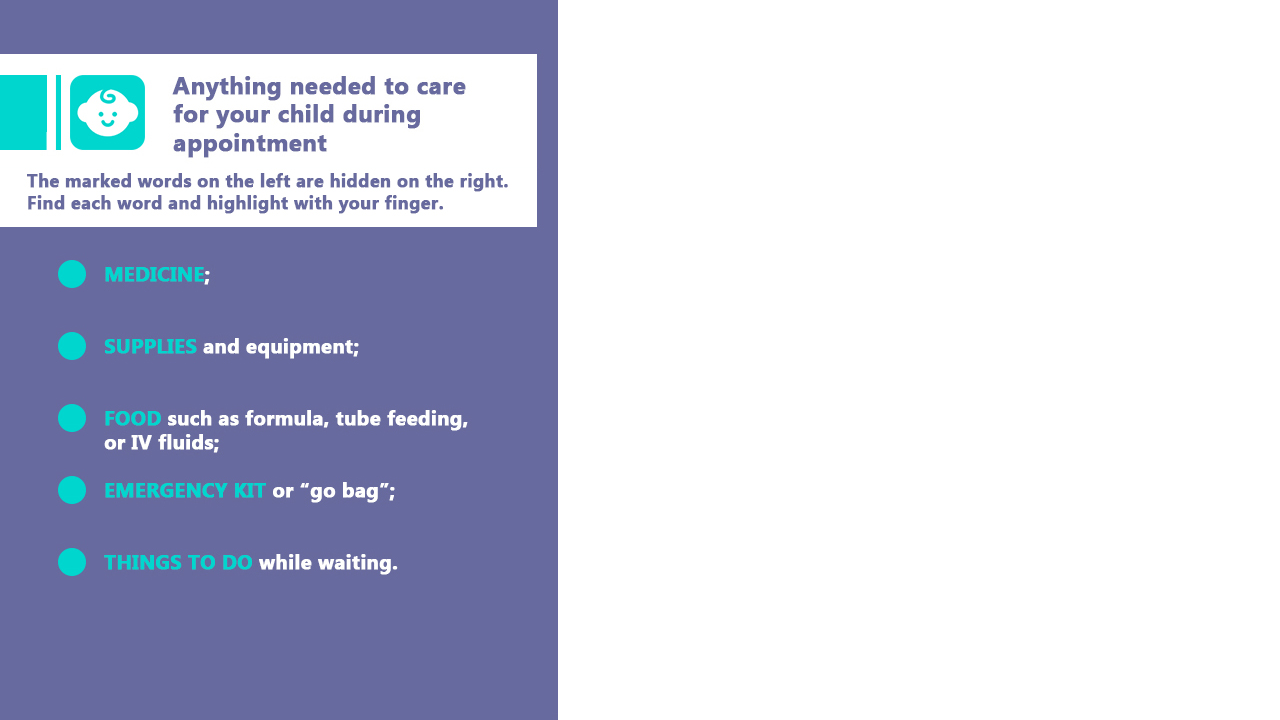 Anything needed to care
for your child during
appointment
The marked words on the left are hidden on the right.
Find each word and highlight with your finger.
MEDICINE;
SUPPLIES and equipment;
FOOD such as formula, tube feeding,
or IV fluids;
EMERGENCY KIT or “go bag”;
THINGS TO DO while waiting.